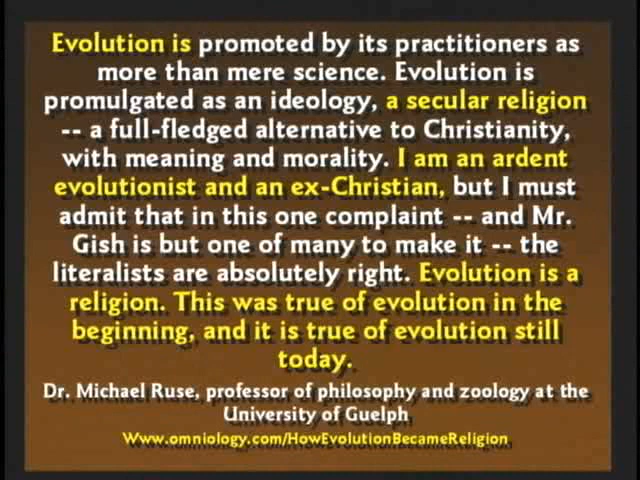 Evolution is promoted by its practitioners as
more than mere science. Evolution is
promulgated as an ideology, a secular religion
-- a full-fledged alternative to Christianity,
with meaning and morality. I am an ardent
evolutionist and an ex-Christian, but I must
admit that in this one complaint -- and Mr.
Gish is but one of many to make it -- the
literalists are absolutely right. Evolution is a
religion. This was true of evolution in the
beginning, and it is true of evolution still
today.
Dr. Michael Ruse, professor of philosophy and zoology at the
University of Guelph
Www.omniology.com/HowEvolutionBecameReligion